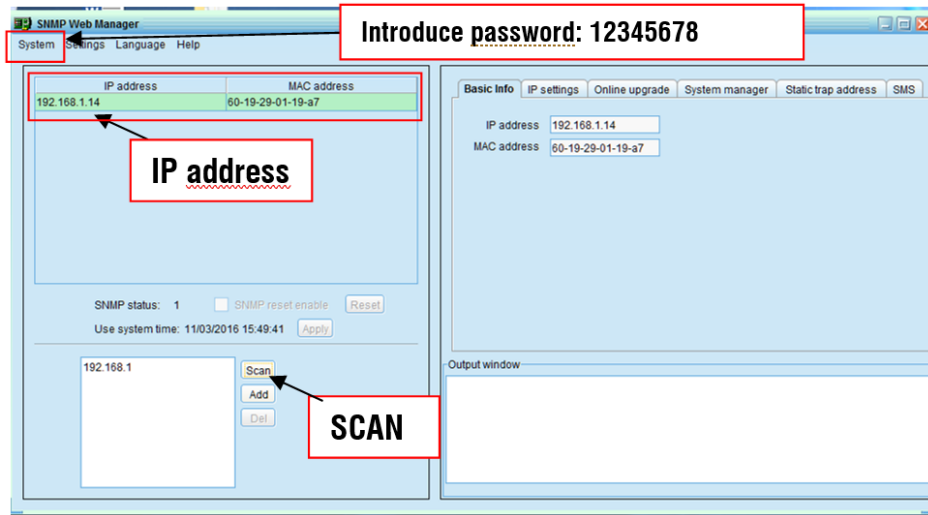 SNMP Web Manager
Introduce password: 12345678
System Settings Language Help
IP address MAC address
192.168.1.14 60-19-29-01-19-a7
IP address
SNMP status: 1 SNMP reset enable Reset
Use system time: 11/03/2016 15:49:41 Apply
192.168.1
Scan
Add
Del
SCAN
Basic Info IP settings Online upgrade System manager Static trap address SMS
IP address 192.168.1.14
MAC address 60-19-29-01-19-a7
Output window